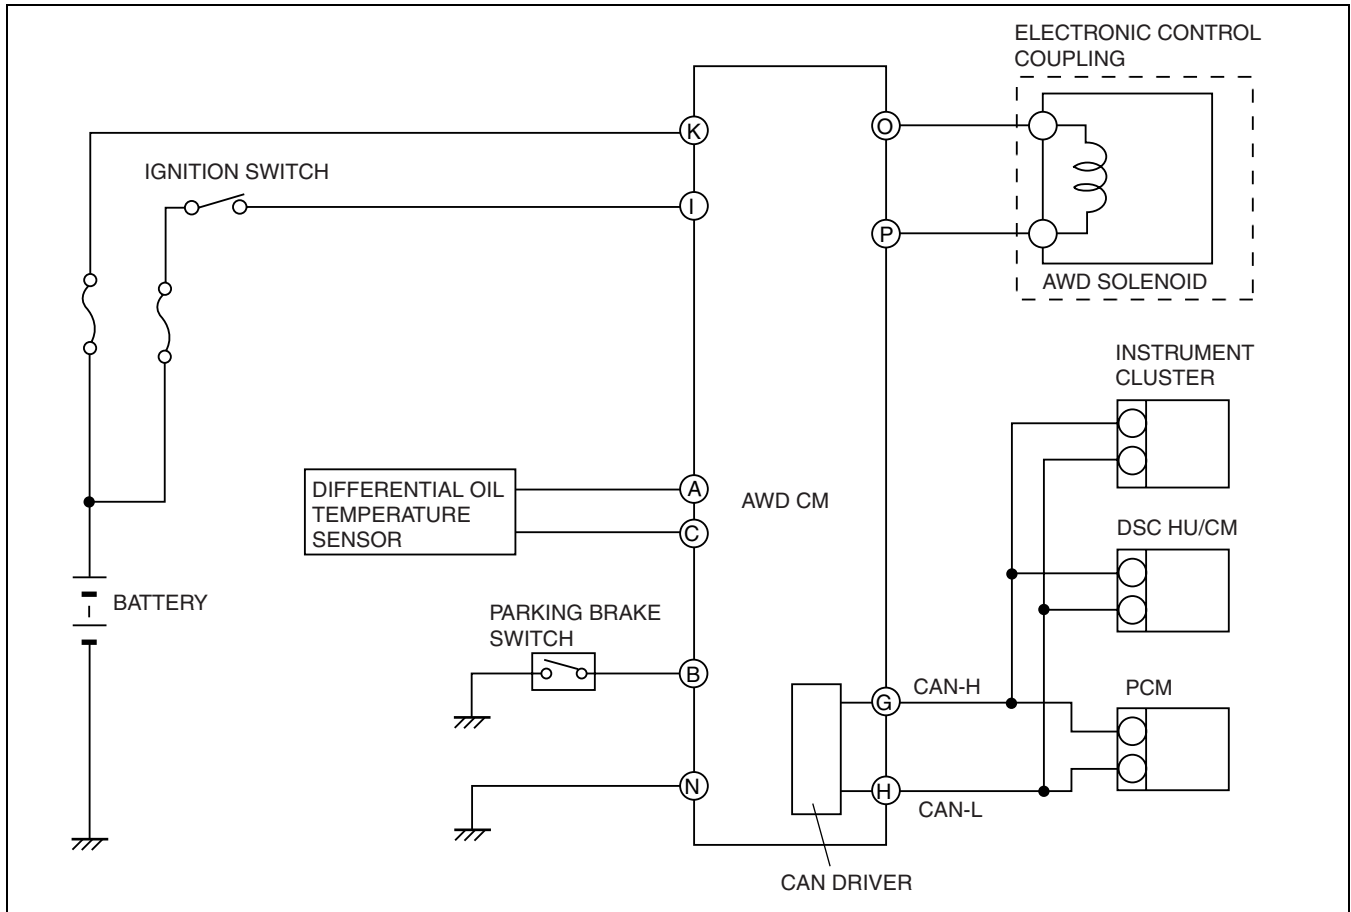 ELECTRONIC CONTROL
COUPLING
K
O
IGNITION SWITCH
I
P
AWD SOLENOID
INSTRUMENT
CLUSTER
DIFFERENTIAL OIL
TEMPERATURE
SENSOR
A
C
AWD CM
DSC HU/CM
BATTERY
PARKING BRAKE
SWITCH
B
G
CAN-H
PCM
N
H
CAN-L
CAN DRIVER